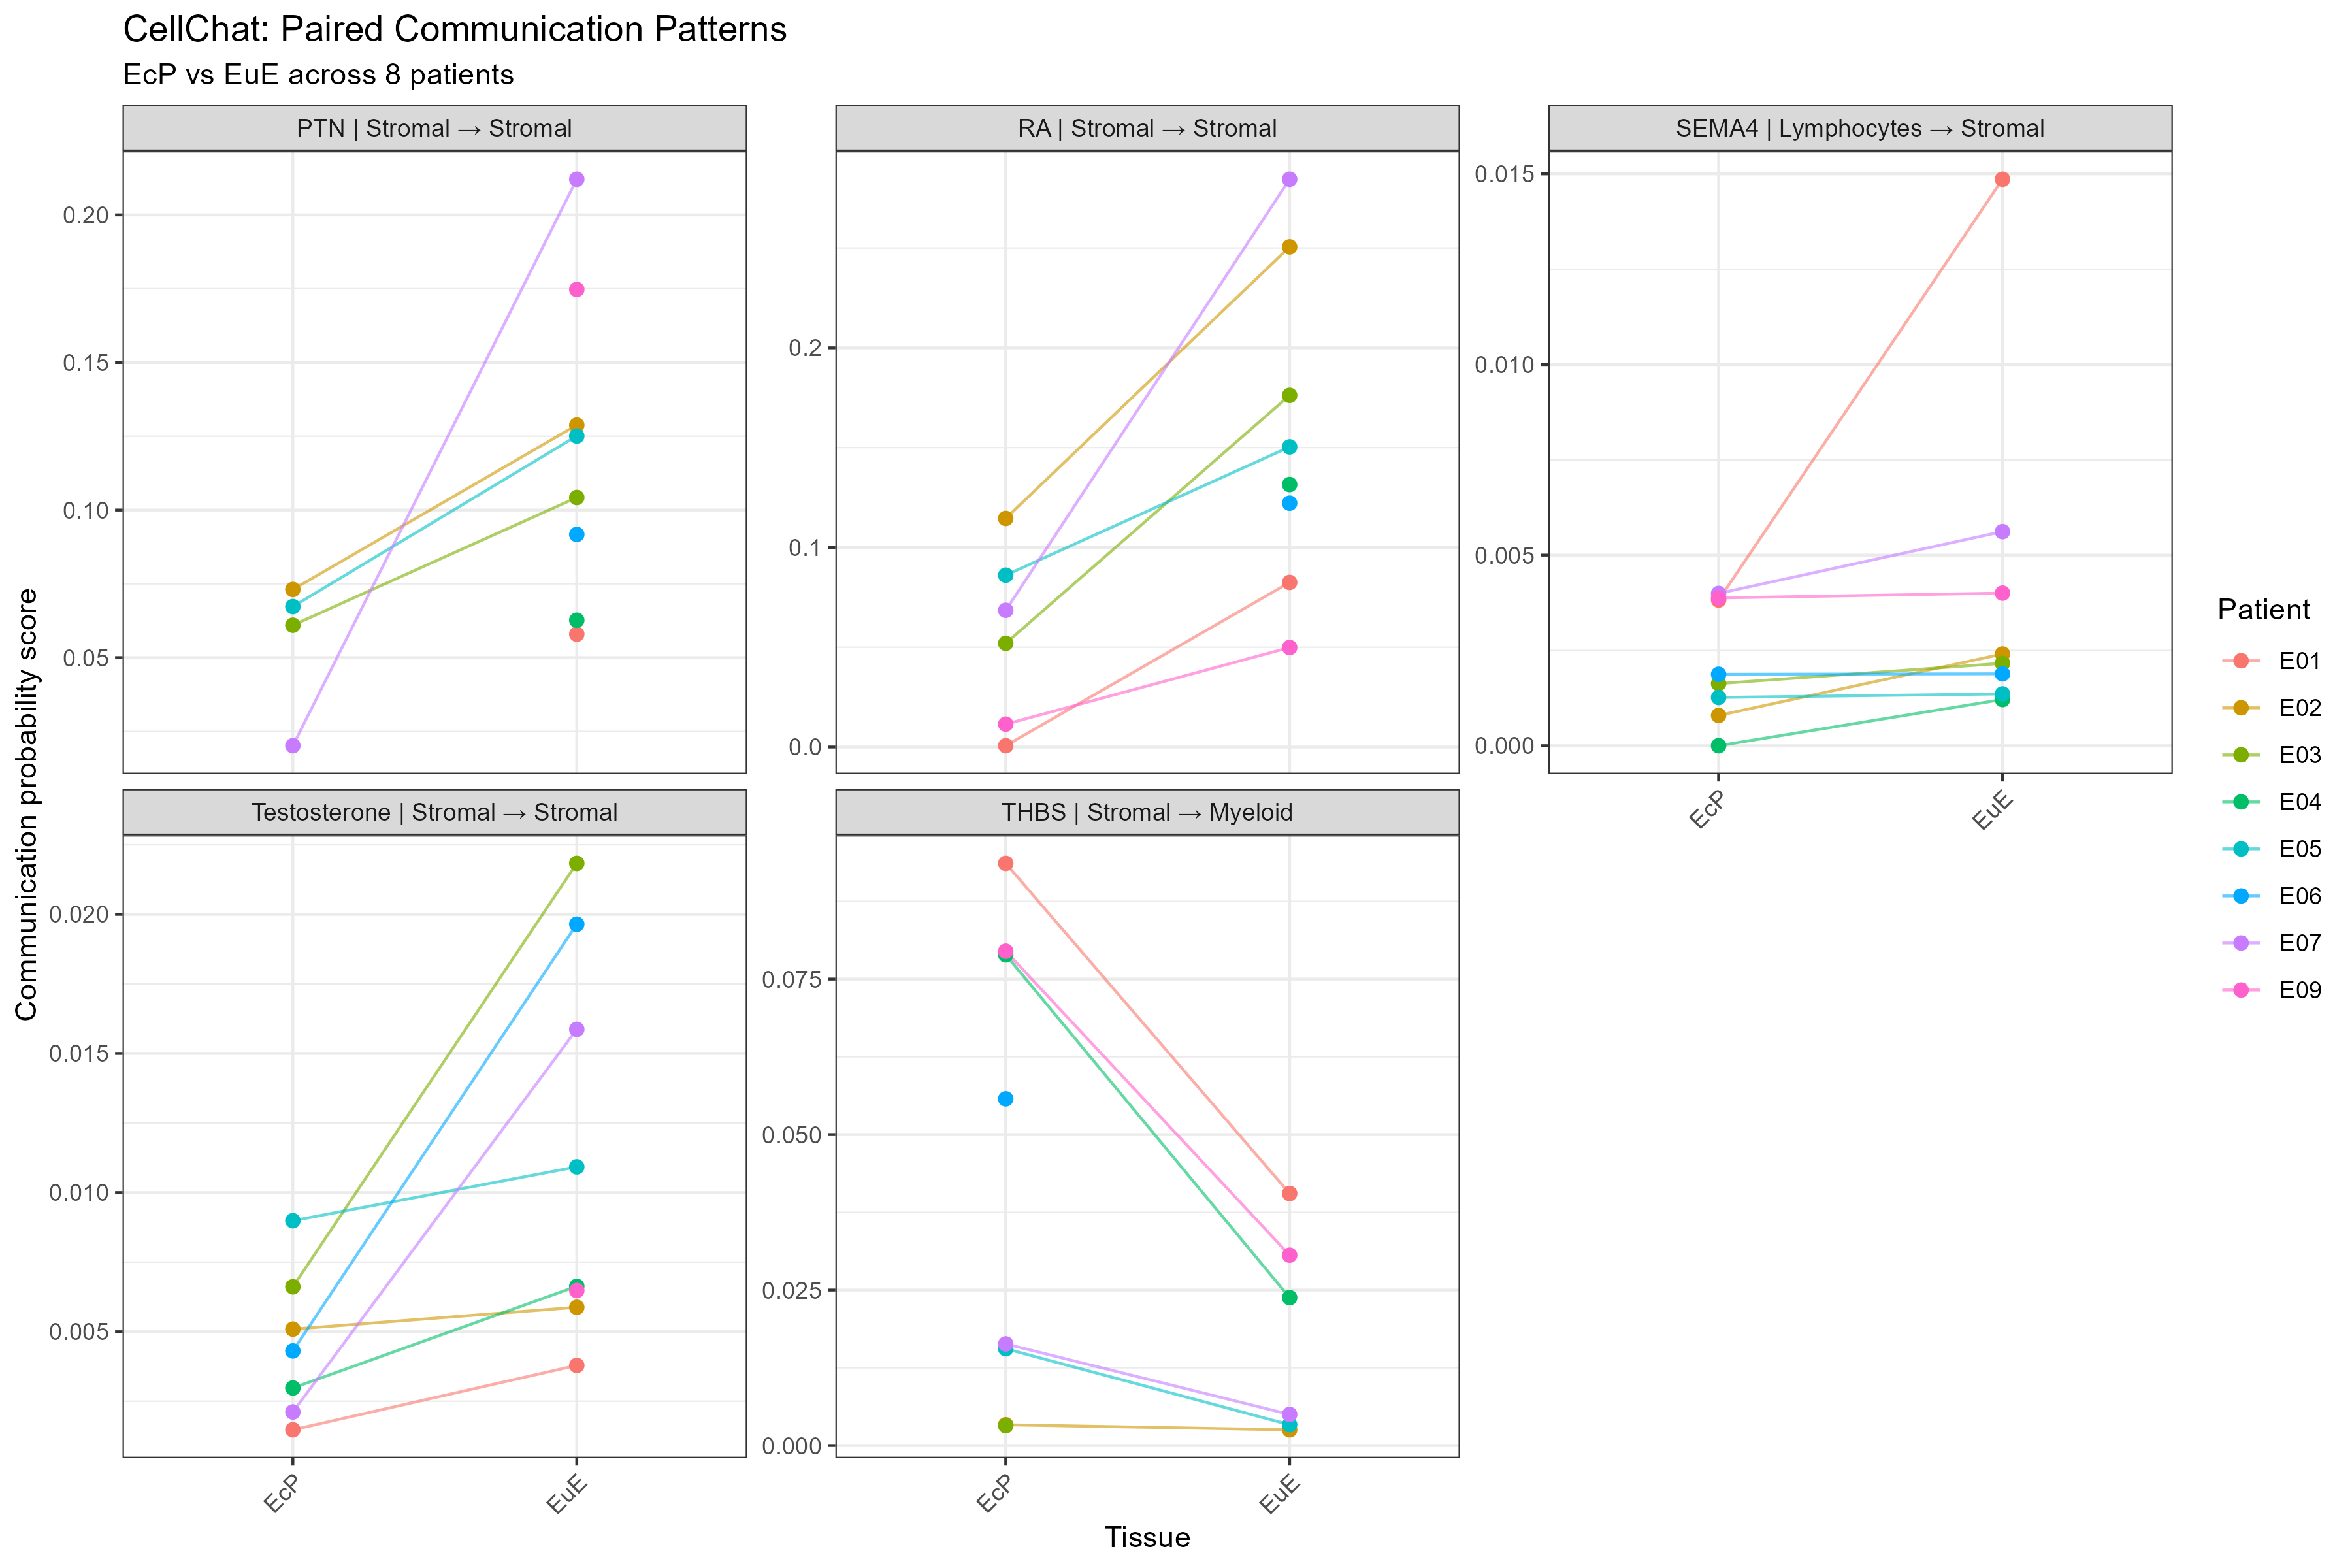 CellChat: Paired Communication Patterns
EcP vs EuE across 8 patients
PTN | Stromal → Stromal
RA | Stromal → Stromal
SEMA4 | Lymphocytes → Stromal
0.20
0.15
0.10
0.05
0.2
0.1
0.0
0.015
0.010
0.005
0.000
EcP
EuE
Testosterone | Stromal → Stromal
THBS | Stromal → Myeloid
0.020
0.015
0.010
0.005
0.075
0.050
0.025
0.000
EcP
EuE
EcP
EuE
Tissue
Communication probability score
Patient
E01
E02
E03
E04
E05
E06
E07
E09